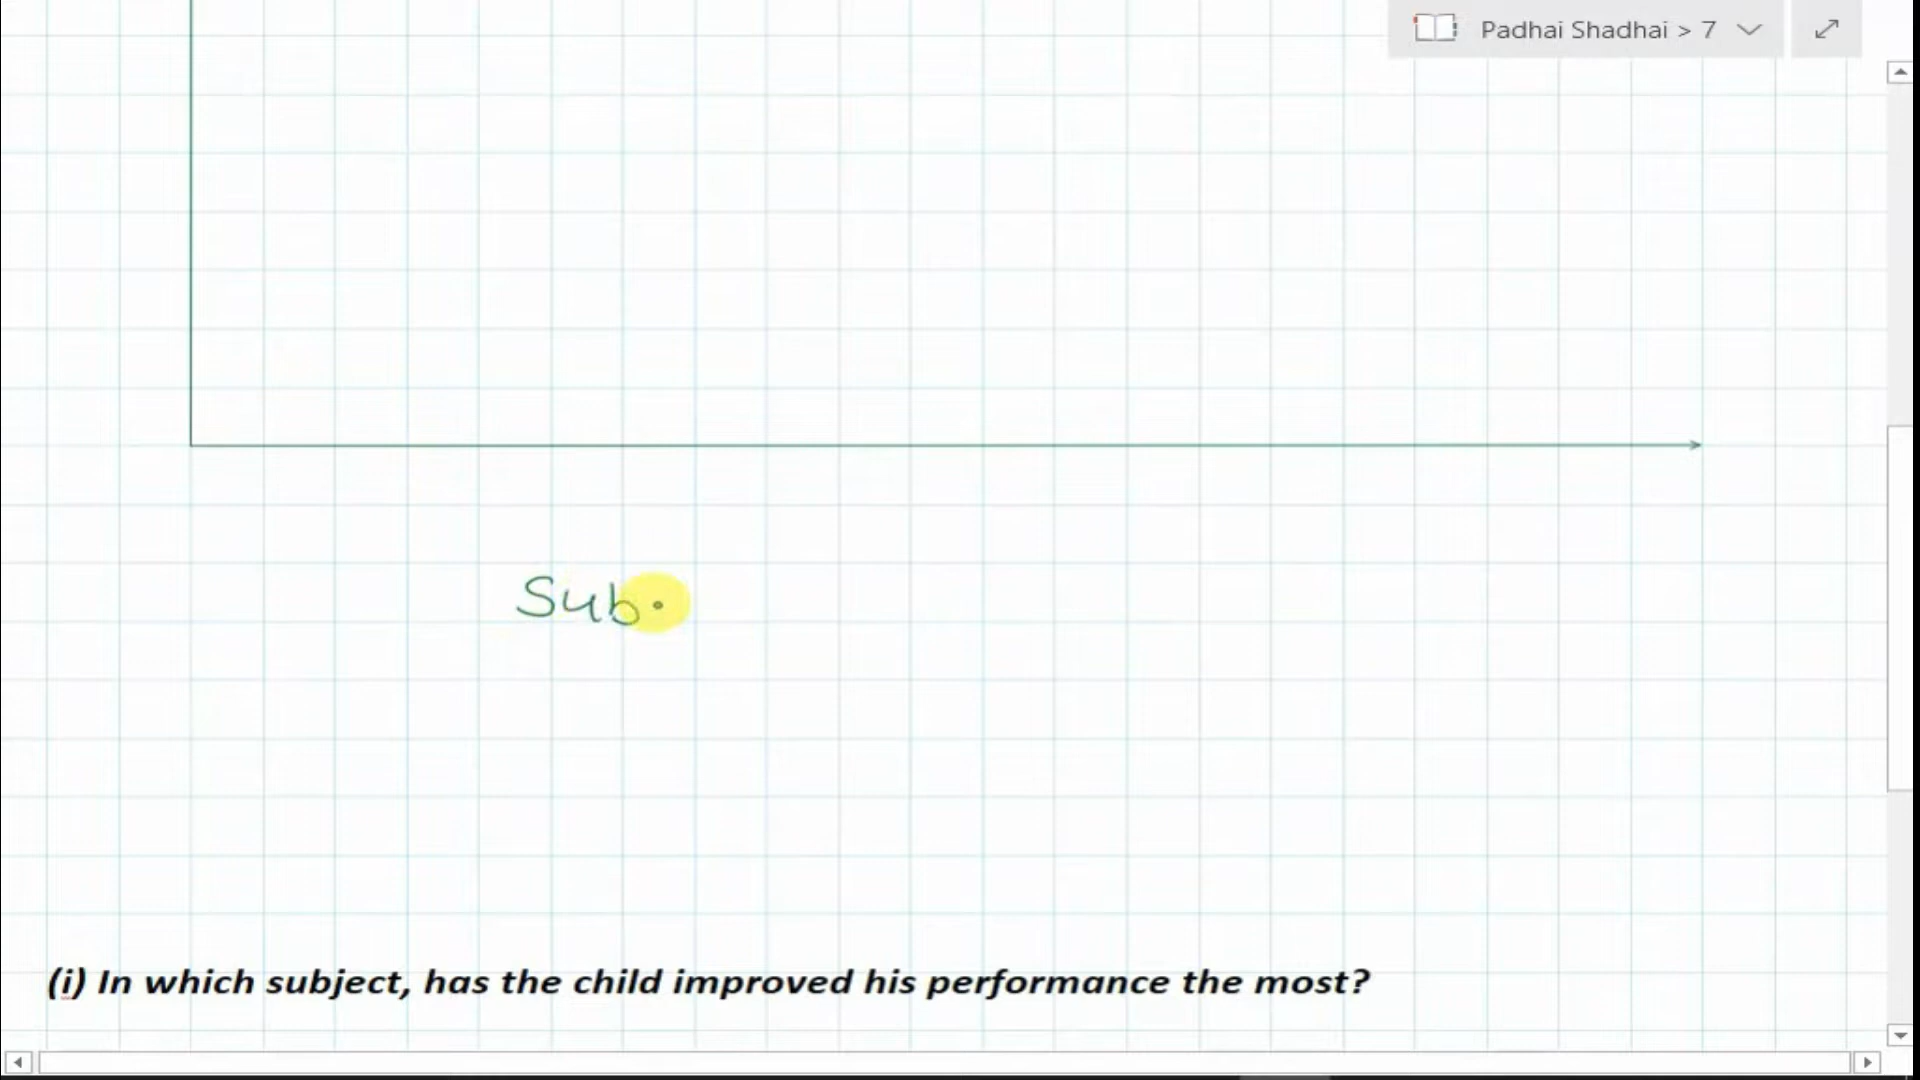 Padhai Shadhai > 7
Sub.
(i) In which subject, has the child improved his performance the most?